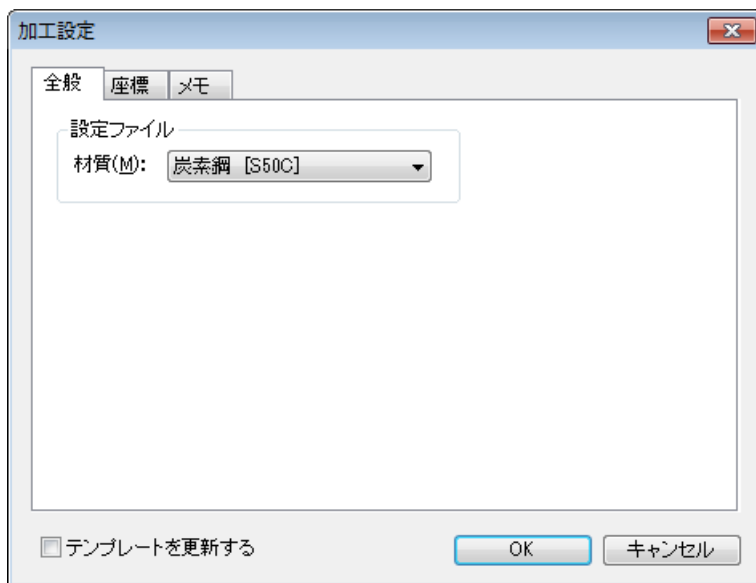 加工設定
全般 座標 メモ
設定ファイル
材質(M): 炭素鋼 [S50C]
テンプレートを更新する OK キャンセル